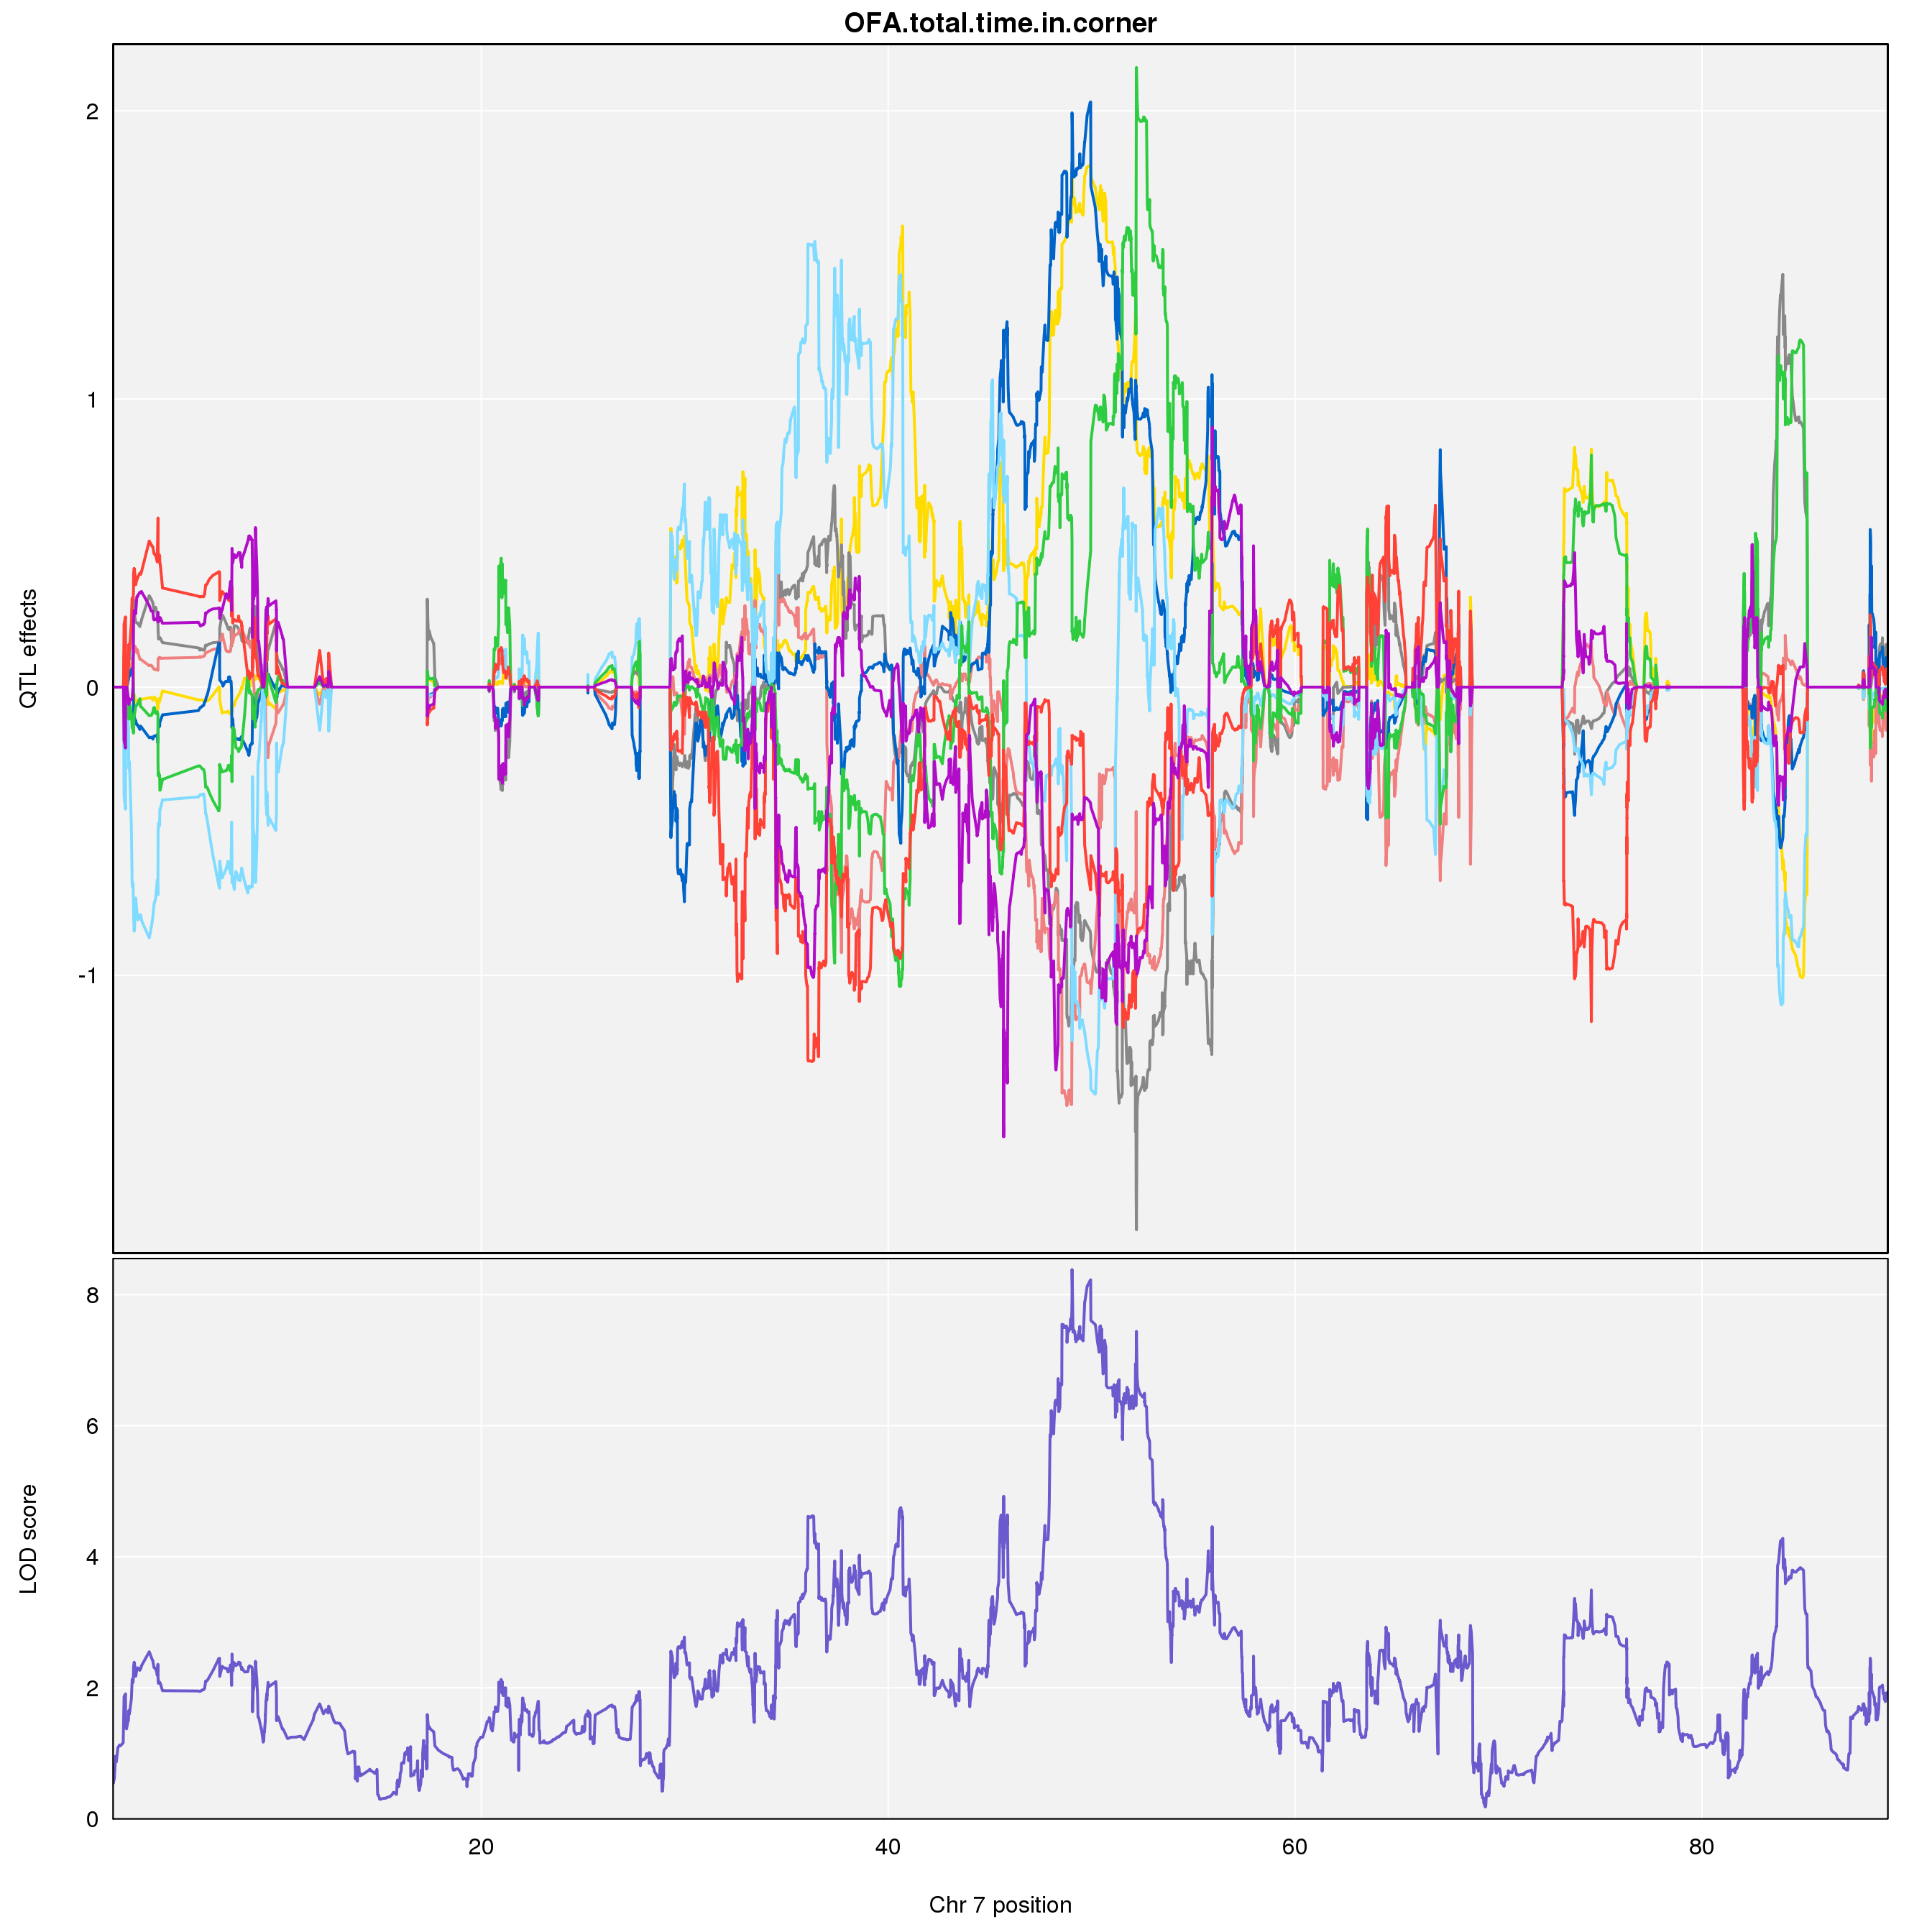 OFA.total.time.in.corner
2
1
0
-1
QTL effects
8
6
4
2
0
LOD score
20 40 60 80
Chr 7 position